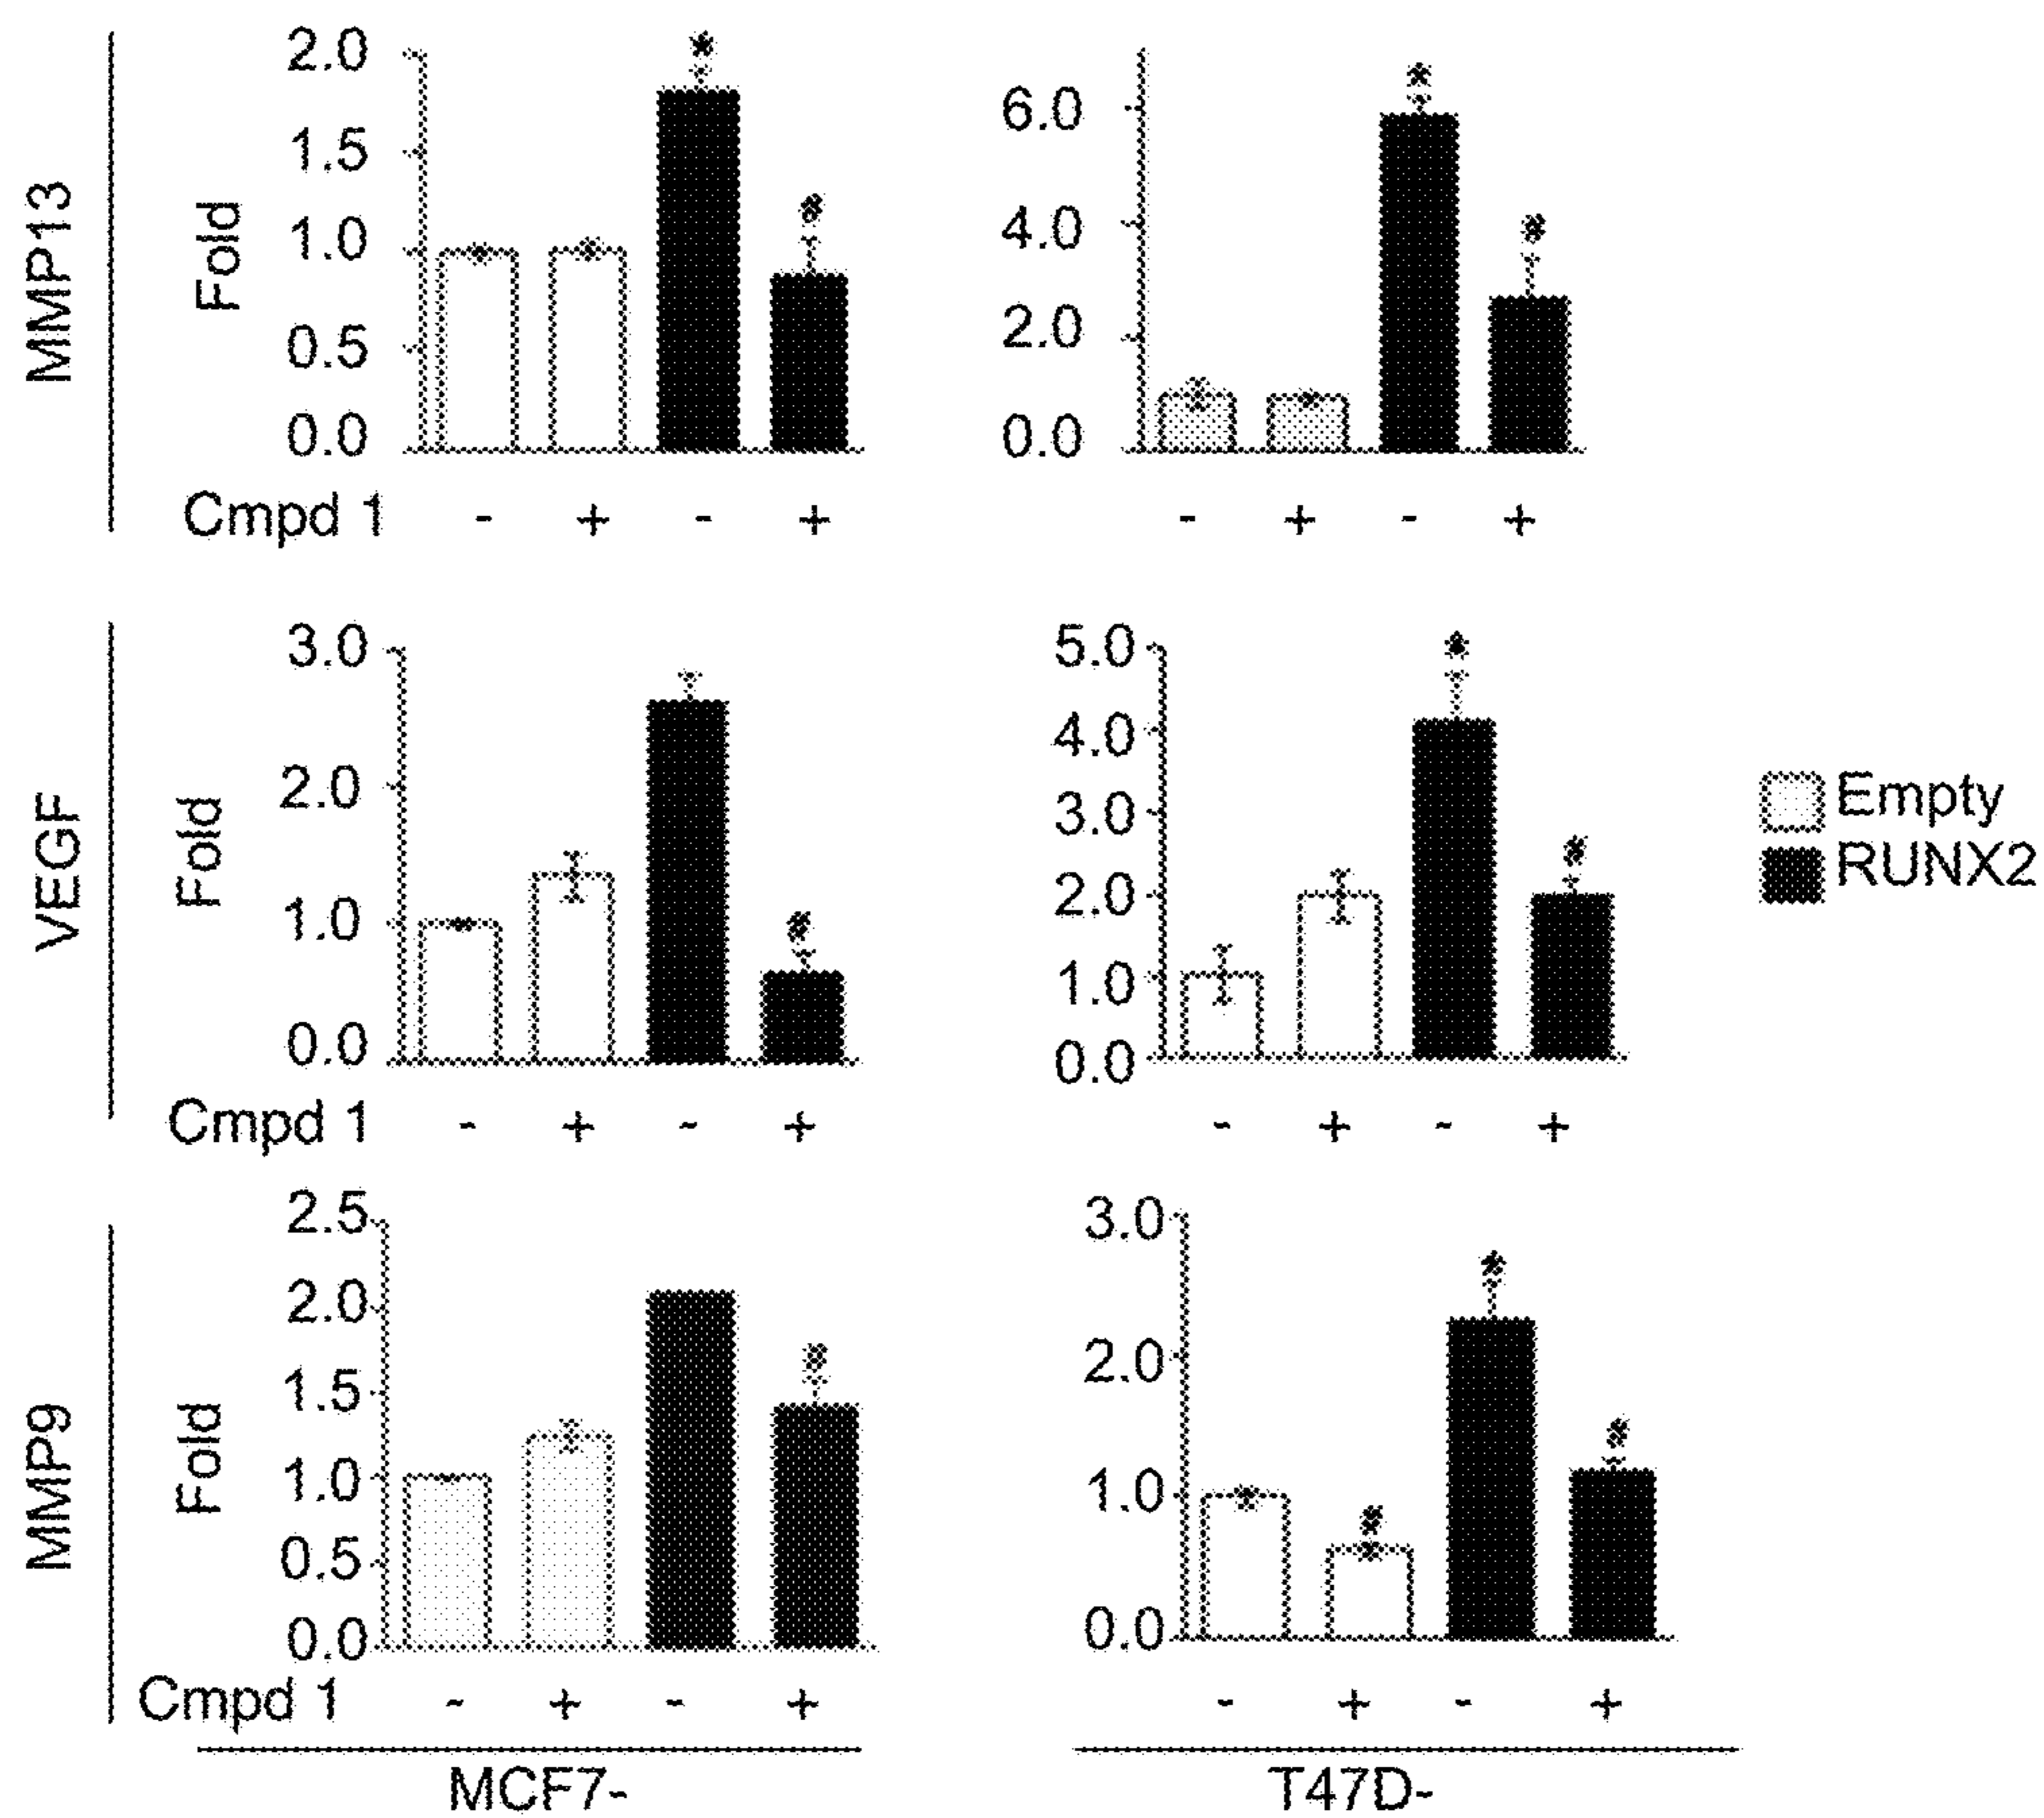 MMP13
Fold
2.0
1.5
1.0
0.5
0.0
*
#
Cmpd 1 - + - +
6.0
4.0
2.0
0.0
*
#
- + - +
VEGF
Fold
3.0
2.0
1.0
0.0
#
Cmpd 1 - + - +
5.0
4.0
3.0
2.0
1.0
0.0
*
#
- + - +
Empty
RUNX2
MMP9
Fold
2.5
2.0
1.5
1.0
0.5
0.0
#
Cmpd 1 - + - +
3.0
2.0
1.0
0.0
#
*
#
- + - +
MCF7-
T47D-